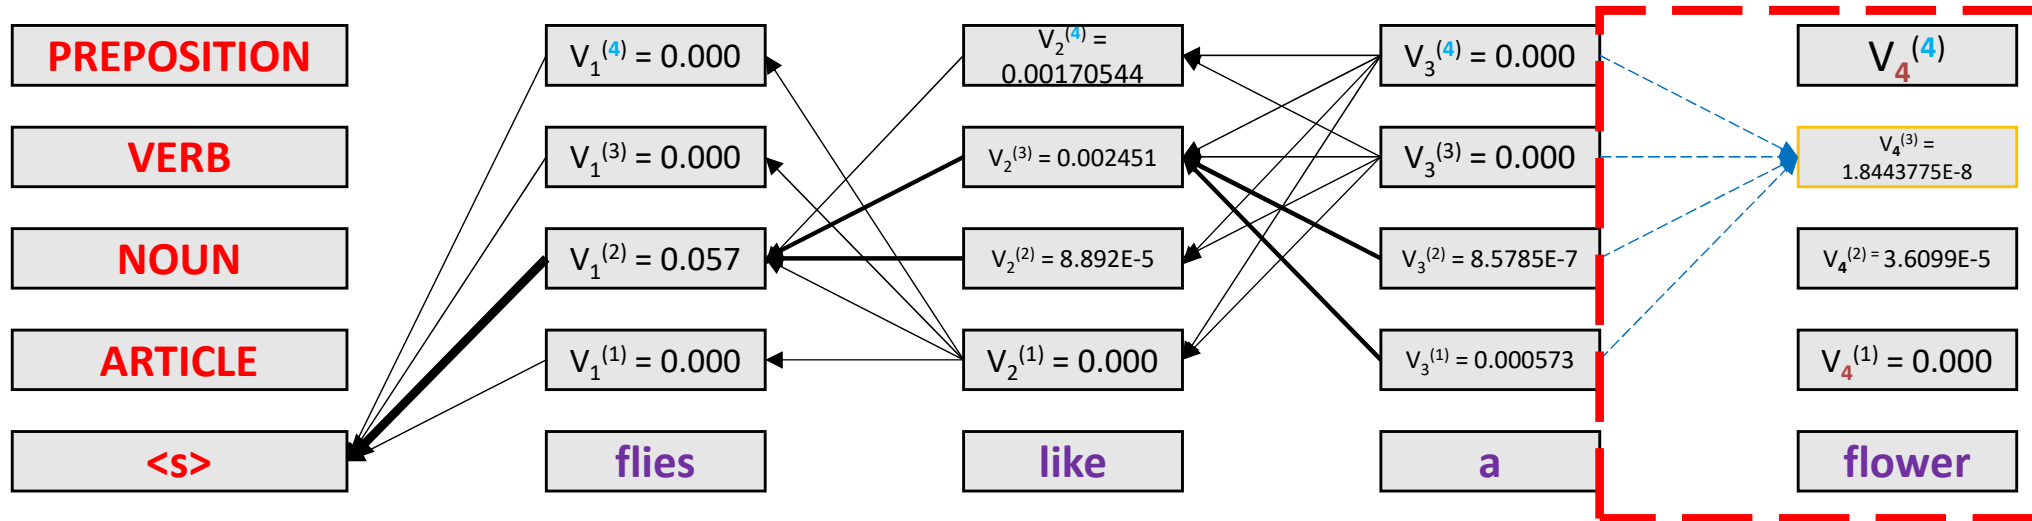 PREPOSITION
V₁⁽⁴⁾ = 0.000
V₂⁽⁴⁾ =
0.00170544
V₃⁽⁴⁾ = 0.000
V₄⁽⁴⁾
VERB
V₁⁽³⁾ = 0.000
V₂⁽³⁾ = 0.002451
V₃⁽³⁾ = 0.000
V₄⁽³⁾ =
1.8443775E-8
NOUN
V₁⁽²⁾ = 0.057
V₂⁽²⁾ = 8.892E-5
V₃⁽²⁾ = 8.5785E-7
V₄⁽²⁾ ⁼ 3.6099E-5
ARTICLE
V₁⁽¹⁾ = 0.000
V₂⁽¹⁾ = 0.000
V₃⁽¹⁾ = 0.000573
V₄⁽¹⁾ = 0.000
<s>
flies
like
a
flower